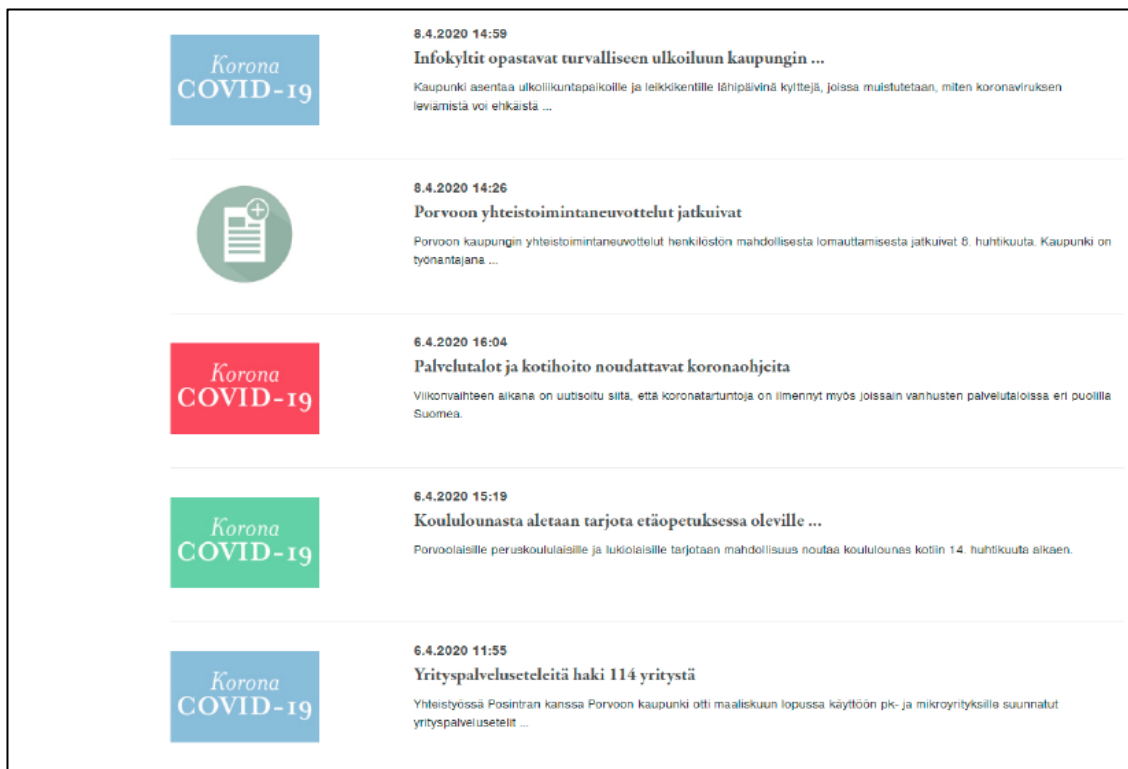 Korona
COVID-19
8.4.2020 14:59
Infokyltit opastavat turvalliseen ulkoiluun kaupungin ...
Kaupunki asentaa ulkoliikuntapaikoille ja leikkikentille lähipäivinä kylttejä, joissa muistutetaan, miten koronaviruksen
leviämistä voi ehkäistä ...
8.4.2020 14:26
Porvoon yhteistoimintaneuvottelut jatkuivat
Porvoon kaupungin yhteistoimintaneuvottelut henkilöstön mahdollisesta lomauttamisesta jatkuivat 8. huhtikuuta. Kaupunki on
työnantajana ...
Korona
COVID-19
6.4.2020 16:04
Palvelutalot ja kotihoito noudattavat koronaohjeita
Viikonvaihteen aikana on uutisoitu siitä, että koronatartuntoja on ilmennyt myös joissain vanhusten palvelutaloissa eri puolilla
Suomea.
Korona
COVID-19
6.4.2020 15:19
Koululounasta aletaan tarjota etäopetuksessa oleville ...
Porvoolaisille peruskoululaisille ja lukiolaisille tarjotaan mahdollisuus noutaa koululounas kotiin 14. huhtikuuta alkaen.
Korona
COVID-19
6.4.2020 11:55
Yrityspalveluseteleitä haki 114 yritystä
Yhteistyössä Posintran kanssa Porvoon kaupunki otti maaliskuun lopussa käyttöön pk- ja mikroyrityksille suunnatut
yrityspalvelusetelit ...